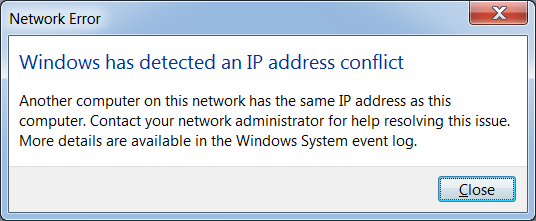 Network Error
Windows has detected an IP address conflict
Another computer on this network has the same IP address as this
computer. Contact your network administrator for help resolving this issue.
More details are available in the Windows System event log.
Close